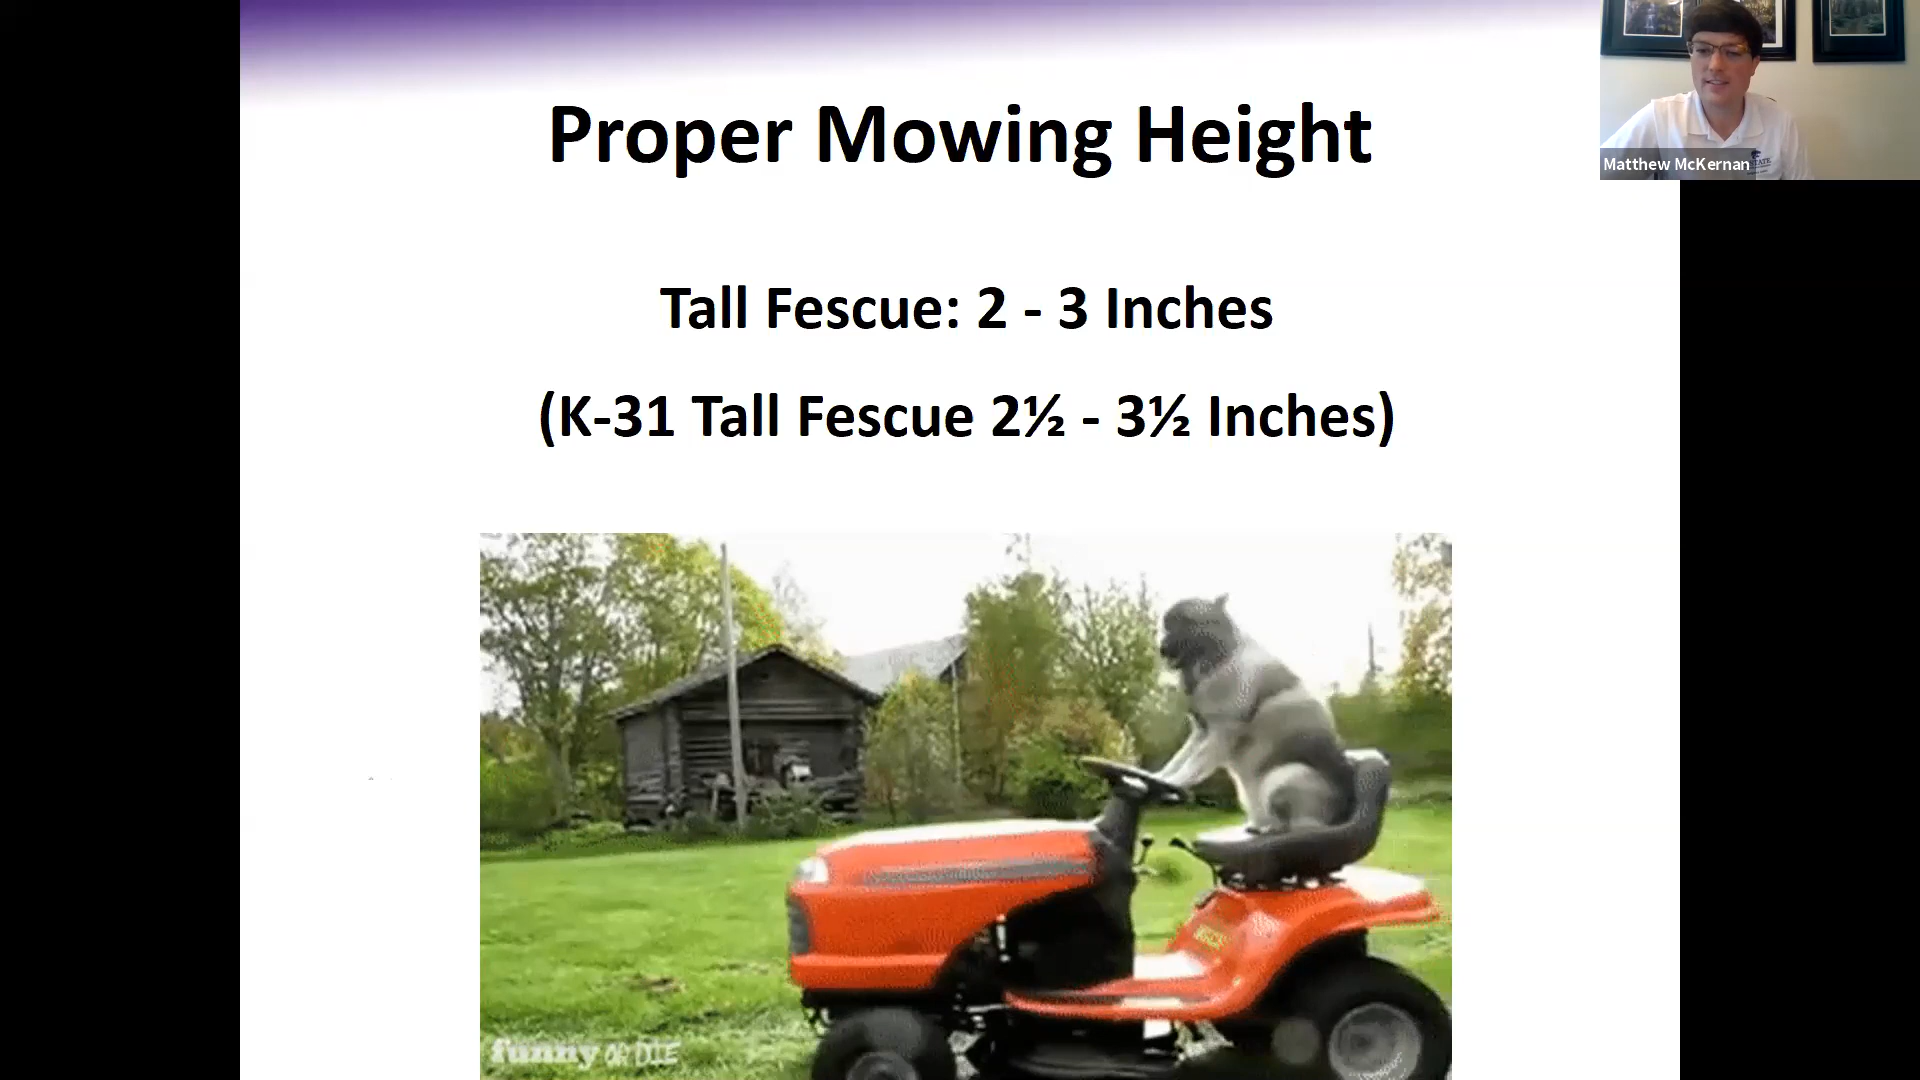 Proper Mowing Height
Matthew McKernan
STATE
Tall Fescue: 2 - 3 Inches
(K-31 Tall Fescue 2½ - 3½ Inches)
funny OR DIE